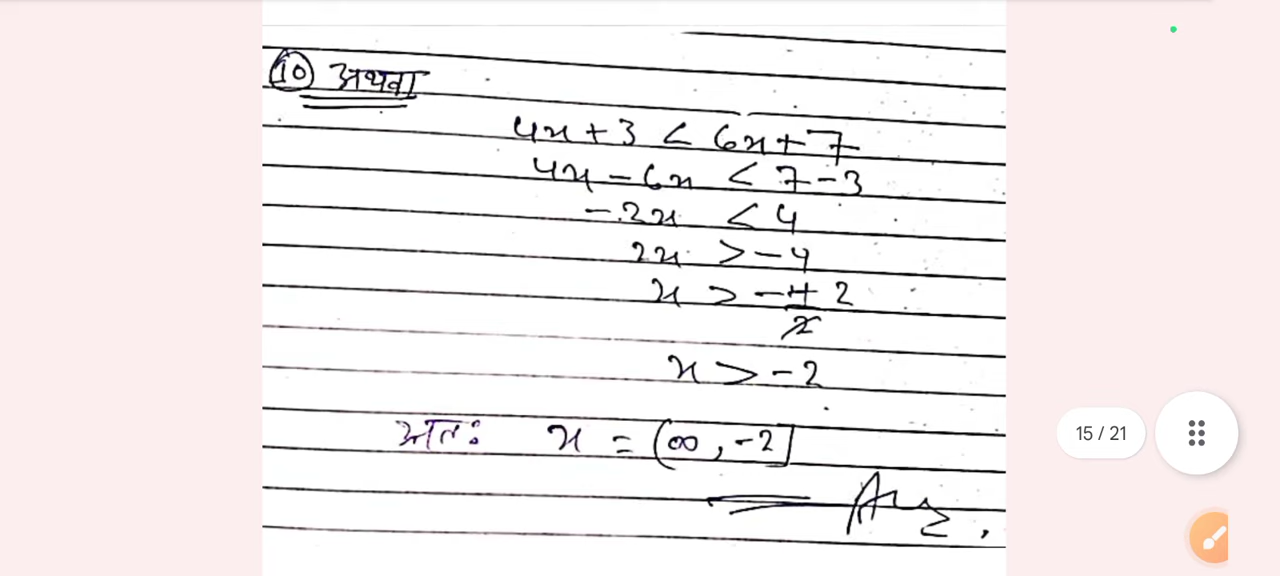 10 अथवा
4x + 3 < 6x + 7
4x - 6x < 7 - 3
-2x < 4
2x > -4
x > -4 2
2
x > -2
अतः x = (∞, -2]
Ans.
15 / 21